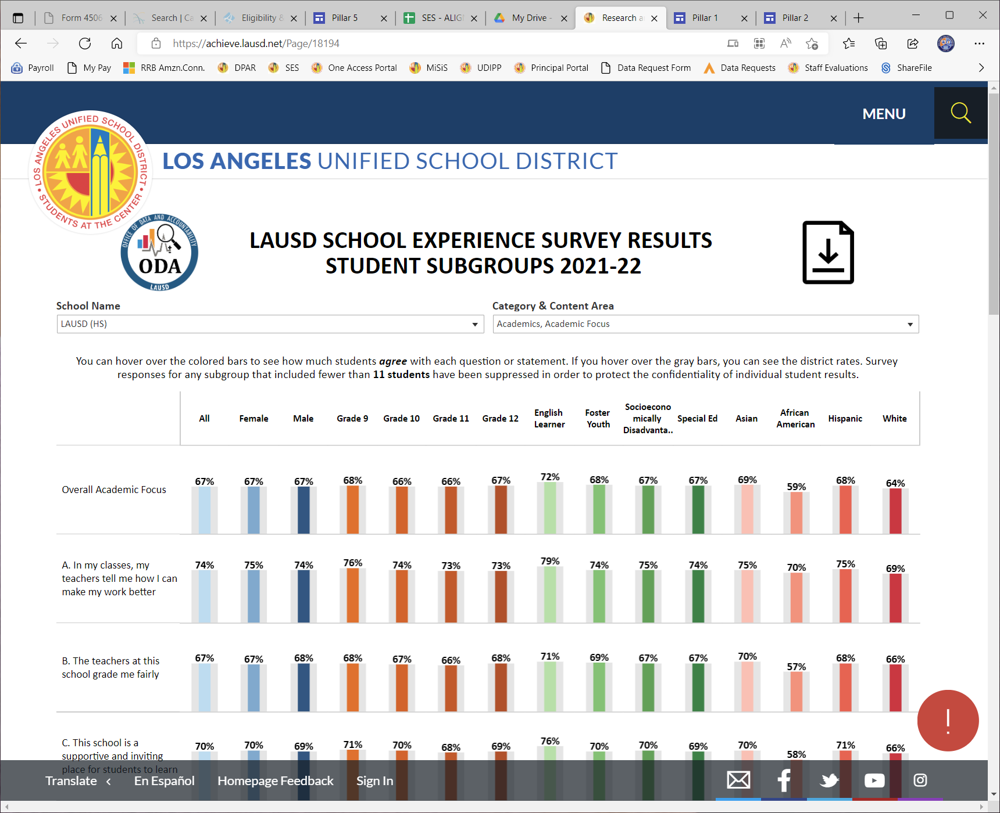 Form 4506
Search | Ca
Eligibility &
Pillar 5
SES - ALIGI
My Drive -
Research a
Pillar 1
Pillar 2
https://achieve.lausd.net/Page/18194
Payroll
My Pay
RRB Amzn.Conn.
DPAR
SES
One Access Portal
MiSiS
UDIPP
Principal Portal
Data Request Form
Data Requests
Staff Evaluations
ShareFile
MENU
LOS ANGELES UNIFIED SCHOOL DISTRICT
STUDENTS AT THE CENTER
LOS ANGELES UNIFIED SCHOOL DISTRICT
OFFICE OF DATA AND ACCOUNTABILITY
ODA
LAUSD
LAUSD SCHOOL EXPERIENCE SURVEY RESULTS
STUDENT SUBGROUPS 2021-22
School Name
LAUSD (HS)
Category & Content Area
Academics, Academic Focus
You can hover over the colored bars to see how much students agree with each question or statement. If you hover over the gray bars, you can see the district rates. Survey
responses for any subgroup that included fewer than 11 students have been suppressed in order to protect the confidentiality of individual student results.
All
Female
Male
Grade 9
Grade 10
Grade 11
Grade 12
English
Learner
Foster
Youth
Socioecono
mically
Disadvanta..
Special Ed
Asian
African
American
Hispanic
White
Overall Academic Focus
67% 67% 67% 68% 66% 66% 67% 72% 68% 67% 67% 69% 59% 68% 64%
A. In my classes, my
teachers tell me how I can
make my work better
74% 75% 74% 76% 74% 73% 73% 79% 74% 75% 74% 75% 70% 75% 69%
B. The teachers at this
school grade me fairly
67% 67% 68% 68% 67% 66% 68% 71% 69% 67% 67% 70% 57% 68% 66%
C. This school is a
supportive and inviting
place for students to learn
70% 70% 69% 71% 70% 68% 69% 76% 70% 70% 69% 70% 58% 71% 66%
!
Translate
En Español
Homepage Feedback
Sign In